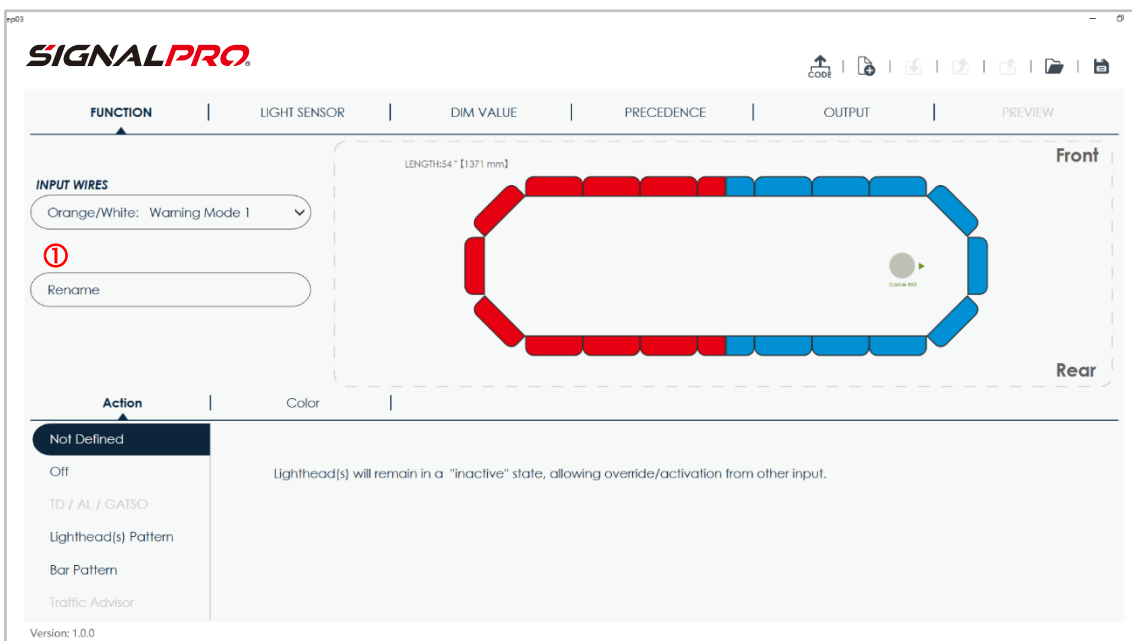 ep03
SIGNALPRO
CODE
FUNCTION LIGHT SENSOR DIM VALUE PRECEDENCE OUTPUT PREVIEW
LENGTH:54 "【1371 mm】
Front
INPUT WIRES
Orange/White: Warning Mode 1
①
Cable Exit
Rename
Rear
Action Color
Not Defined
Off
Lighthead(s) will remain in a "inactive" state, allowing override/activation from other input.
TD / AL / GATSO
Lighthead(s) Pattern
Bar Pattern
Traffic Advisor
Version: 1.0.0